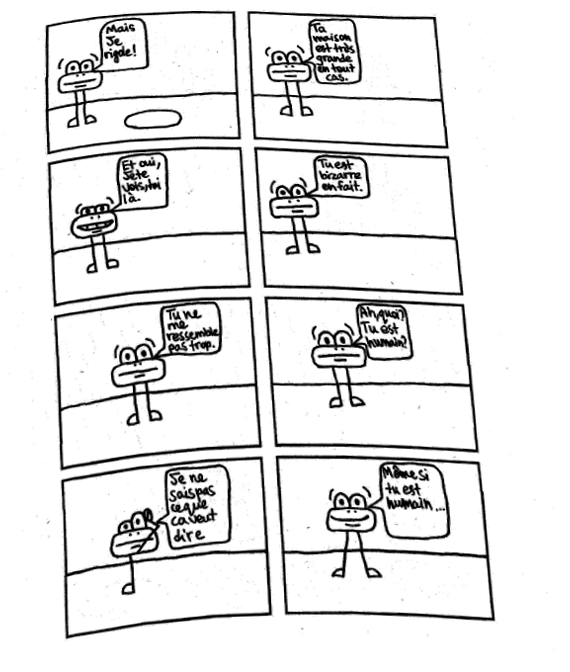 Mais
Je
rigole!
Ta
maison
est très
grande
en tout
cas.
Et oui,
Je te
vois, toi
là.
Tu est
bizarre
en fait.
Tu ne
me
ressemble
pas trop.
Ah, quoi?
Tu est
humain?
Je ne
sais pas
ce que
ca veut
dire
Même si
tu est
humain...